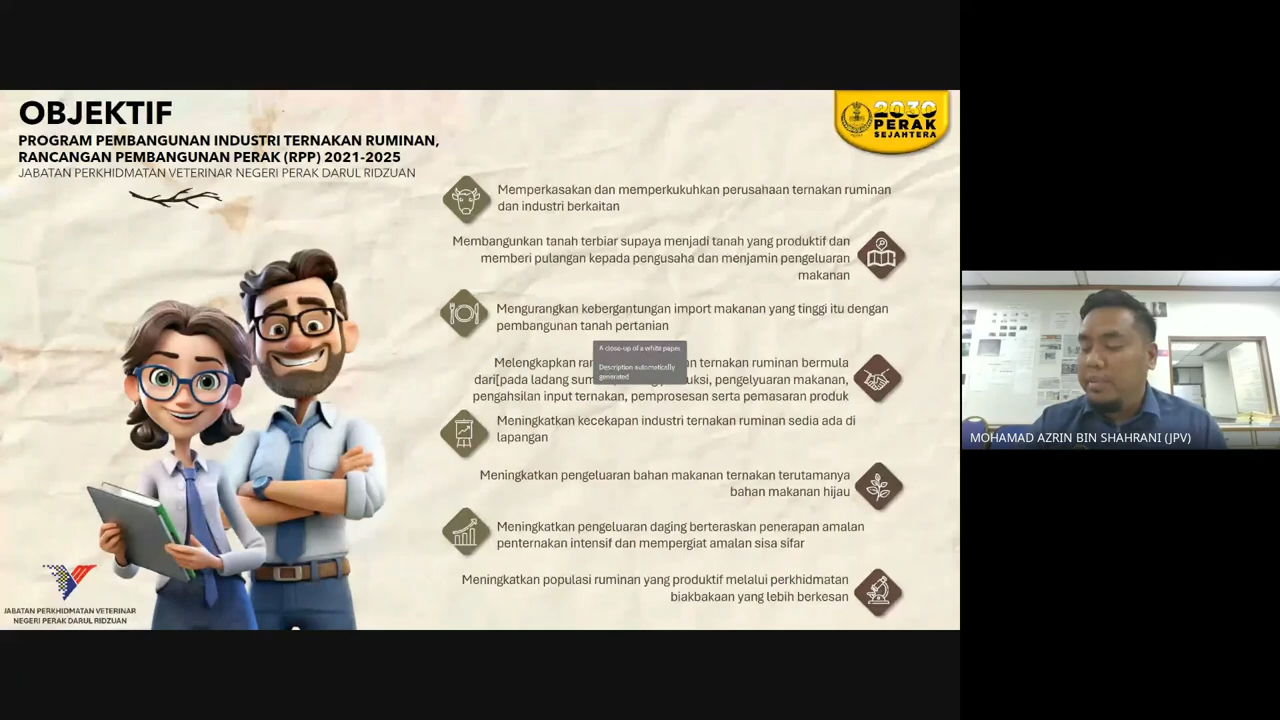 OBJEKTIF
PROGRAM PEMBANGUNAN INDUSTRI TERNAKAN RUMINAN,
RANCANGAN PEMBANGUNAN PERAK (RPP) 2021-2025
JABATAN PERKHIDMATAN VETERINAR NEGERI PERAK DARUL RIDZUAN
2030
PERAK
SEJAHTERA
Memperkasakan dan memperkukuhkan perusahaan ternakan ruminan
dan industri berkaitan
Membangunkan tanah terbiar supaya menjadi tanah yang produktif dan
memberi pulangan kepada pengusaha dan menjamin pengeluaran
makanan
Mengurangkan kebergantungan import makanan yang tinggi itu dengan
pembangunan tanah pertanian
A close-up of a white paper
Description automatically
generated
Melengkapkan ternakan ruminan bermula
dari[pada ladang pengelyuaran makanan,
pengahsilan input ternakan, pemprosesan serta pemasaran produk
Meningkatkan kecekapan industri ternakan ruminan sedia ada di
lapangan
Meningkatkan pengeluaran bahan makanan ternakan terutamanya
bahan makanan hijau
Meningkatkan pengeluaran daging berteraskan penerapan amalan
penternakan intensif dan mempergiat amalan sisa sifar
Meningkatkan populasi ruminan yang produktif melalui perkhidmatan
biakbakaan yang lebih berkesan
JABATAN PERKHIDMATAN VETERINAR
NEGERI PERAK DARUL RIDZUAN
MOHAMAD AZRIN BIN SHAHRANI (JPV)